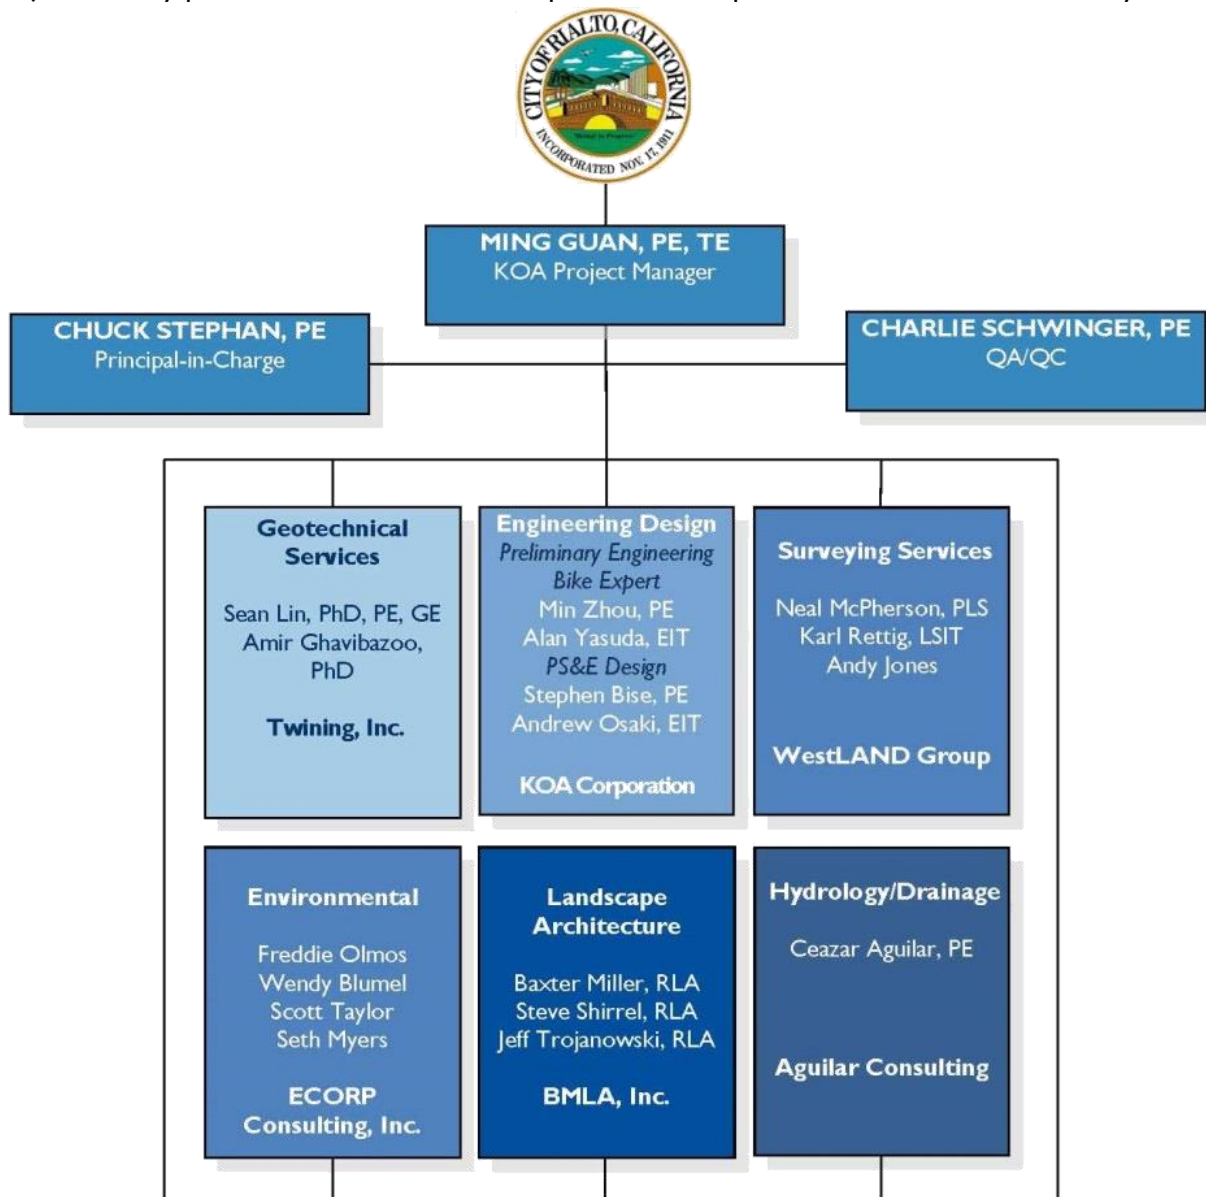 CITY OF RIALTO, CALIFORNIA
INCORPORATED NOV. 17, 1911
MING GUAN, PE, TE
KOA Project Manager
CHUCK STEPHAN, PE
Principal-in-Charge
CHARLIE SCHWINGER, PE
QA/QC
Geotechnical
Services
Sean Lin, PhD, PE, GE
Amir Ghavibazoo,
PhD
Twining, Inc.
Engineering Design
Preliminary Engineering
Bike Expert
Min Zhou, PE
Alan Yasuda, EIT
PS&E Design
Stephen Bise, PE
Andrew Osaki, EIT
KOA Corporation
Surveying Services
Neal McPherson, PLS
Karl Rettig, LSIT
Andy Jones
WestLAND Group
Environmental
Freddie Olmos
Wendy Blumel
Scott Taylor
Seth Myers
ECORP
Consulting, Inc.
Landscape
Architecture
Baxter Miller, RLA
Steve Shirrel, RLA
Jeff Trojanowski, RLA
BMLA, Inc.
Hydrology/Drainage
Ceazar Aguilar, PE
Aguilar Consulting